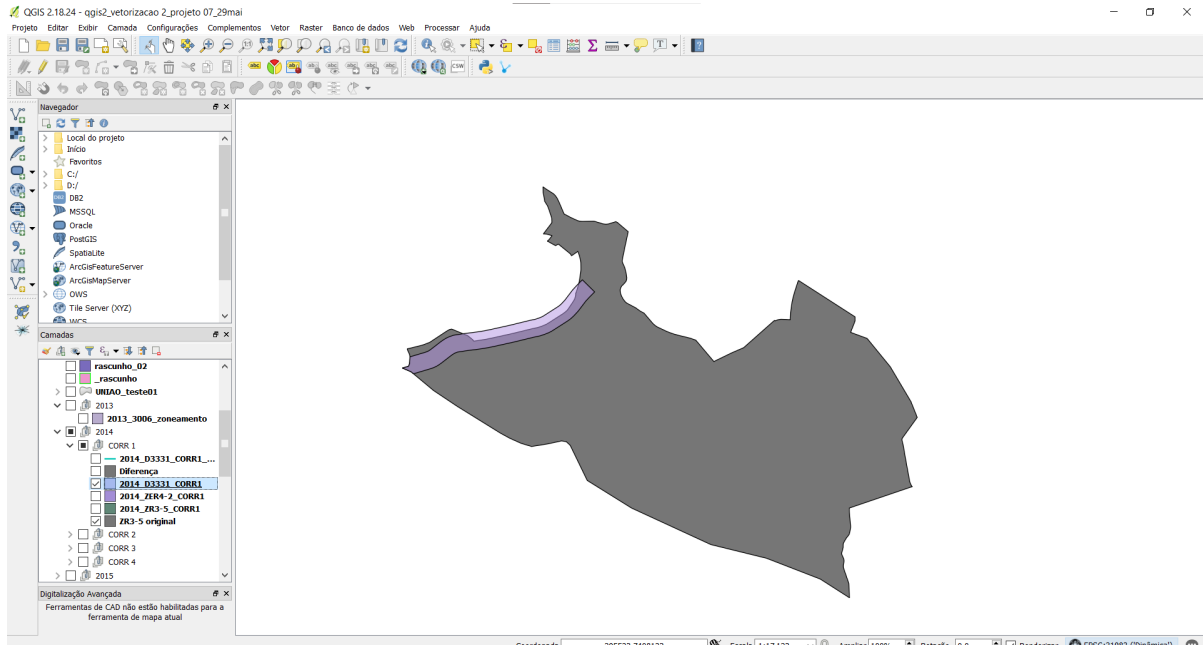 QGIS 2.18.24 - qgis2_vetorizacao 2_projeto 07_29mai
Projeto Editar Exibir Camada Configurações Complementos Vetor Raster Banco de dados Web Processar Ajuda
Navegador
Local do projeto
Início
Favoritos
C:/
D:/
DB2
MSSQL
Oracle
PostGIS
SpatiaLite
ArcGisFeatureServer
ArcGisMapServer
OWS
Tile Server (XYZ)
WCS
Camadas
rascunho_02
_rascunho
UNIAO_teste01
2013
2013_3006_zoneamento
2014
CORR 1
2014_D3331_CORR1_...
Diferença
2014_D3331_CORR1
2014_ZER4-2_CORR1
2014_ZR3-5_CORR1
ZR3-5 original
CORR 2
CORR 3
CORR 4
2015
Digitalização Avançada
Ferramentas de CAD não estão habilitadas para a
ferramenta de mapa atual